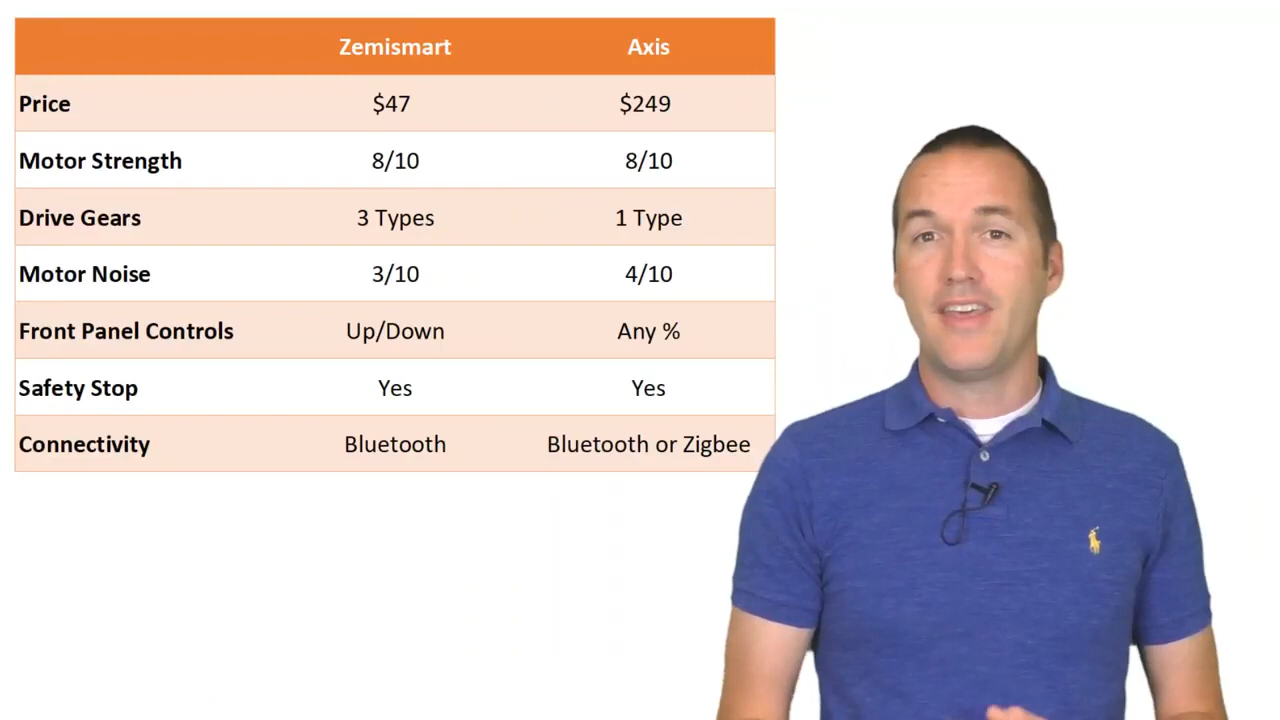 Zemismart Axis
Price $47 $249
Motor Strength 8/10 8/10
Drive Gears 3 Types 1 Type
Motor Noise 3/10 4/10
Front Panel Controls Up/Down Any %
Safety Stop Yes Yes
Connectivity Bluetooth Bluetooth or Zigbee